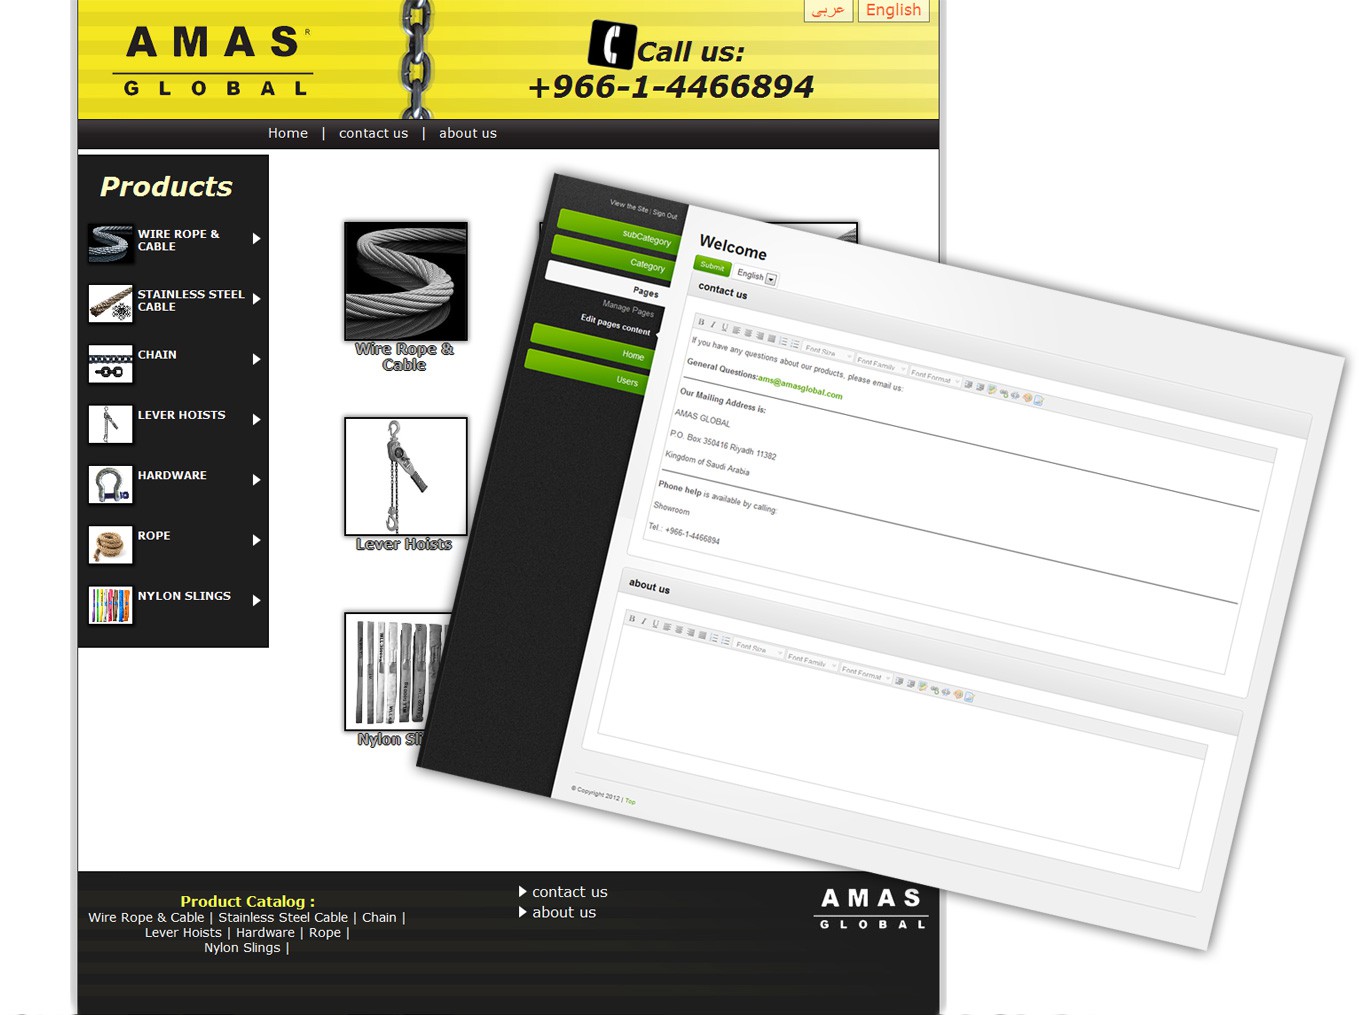 عربي
English
AMAS®
GLOBAL
Call us:
+966-1-4466894
Home | contact us | about us
Products
WIRE ROPE &
CABLE
STAINLESS STEEL
CABLE
CHAIN
LEVER HOISTS
HARDWARE
ROPE
NYLON SLINGS
Wire Rope &
Cable
Lever Hoists
Nylon Sli
View the Site | Sign Out
subCategory
Category
Pages
Manage Pages
Edit pages content
Home
Users
Welcome
Submit
English
contact us
B I U
Font Size
Font Family
Font Format
If you have any questions about our products, please email us:
General Questions:ams@amasglobal.com
Our Mailing Address is:
AMAS GLOBAL
P.O. Box 350416 Riyadh 11382
Kingdom of Saudi Arabia
Phone help is available by calling:
Showroom
Tel.: +966-1-4466894
about us
B I U
Font Size
Font Family
Font Format
© Copyright 2012 | Top
Product Catalog :
Wire Rope & Cable | Stainless Steel Cable | Chain |
Lever Hoists | Hardware | Rope |
Nylon Slings |
contact us
about us
AMAS
GLOBAL